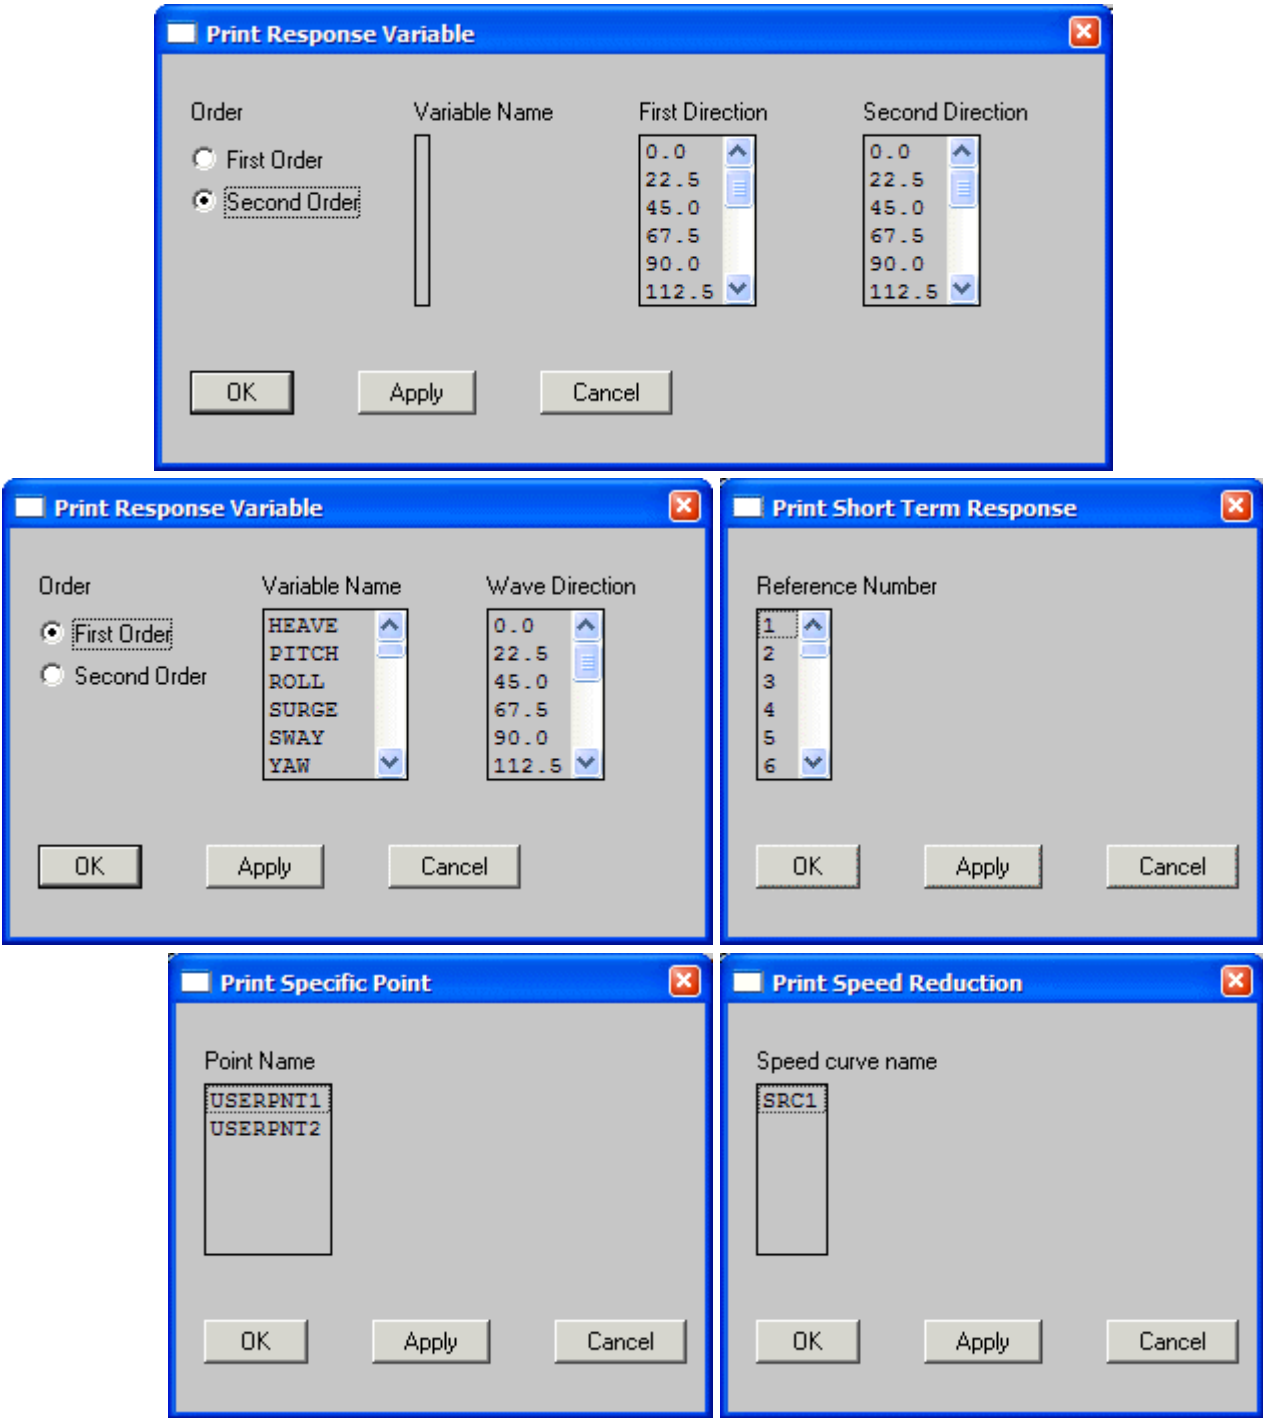 Print Response Variable
Order Variable Name First Direction Second Direction
First Order
Second Order
0.0 0.0
22.5 22.5
45.0 45.0
67.5 67.5
90.0 90.0
112.5 112.5
OK Apply Cancel
Print Response Variable
Order Variable Name Wave Direction
First Order
Second Order
HEAVE 0.0
PITCH 22.5
ROLL 45.0
SURGE 67.5
SWAY 90.0
YAW 112.5
OK Apply Cancel
Print Short Term Response
Reference Number
1
2
3
4
5
6
OK Apply Cancel
Print Specific Point
Point Name
USERPNT1
USERPNT2
OK Apply Cancel
Print Speed Reduction
Speed curve name
SRC1
OK Apply Cancel